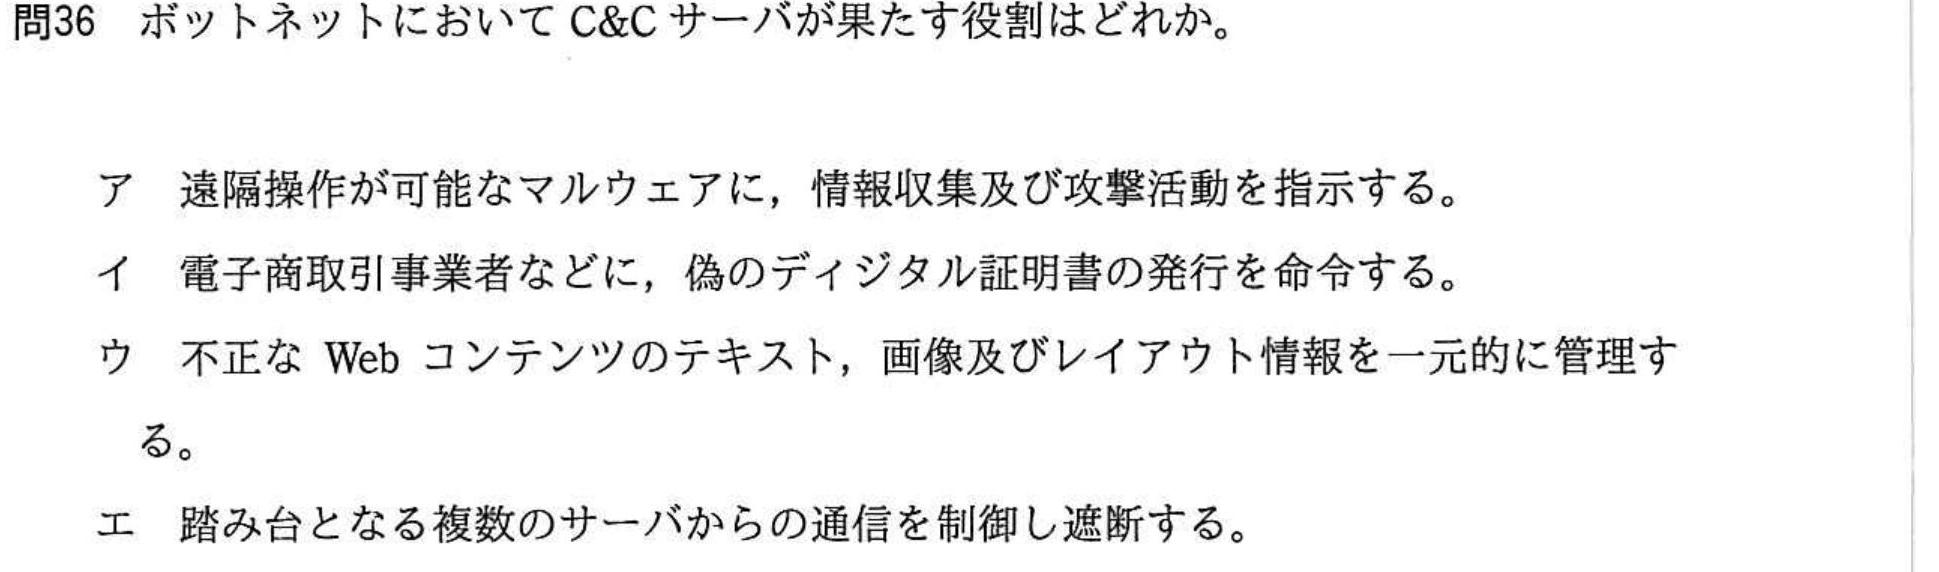 問36　ボットネットにおいて C&C サーバが果たす役割はどれか。
ア　遠隔操作が可能なマルウェアに，情報収集及び攻撃活動を指示する。
イ　電子商取引事業者などに，偽のディジタル証明書の発行を命令する。
ウ　不正な Web コンテンツのテキスト，画像及びレイアウト情報を一元的に管理す
る。
エ　踏み台となる複数のサーバからの通信を制御し遮断する。